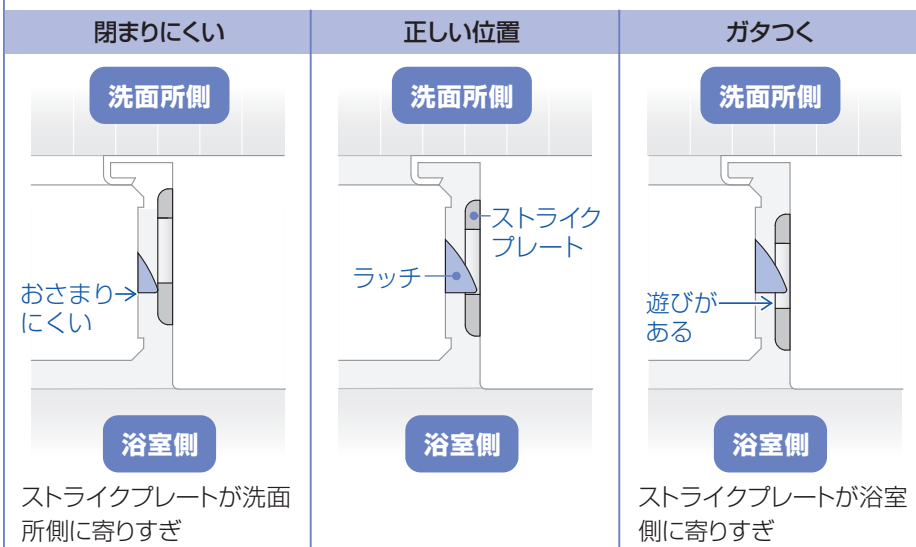 閉まりにくい
洗面所側
おさまり
にくい
浴室側
ストライクプレートが洗面
所側に寄りすぎ
正しい位置
洗面所側
ストライク
プレート
ラッチ
浴室側
ガタつく
洗面所側
遊びが
ある
浴室側
ストライクプレートが浴室
側に寄りすぎ